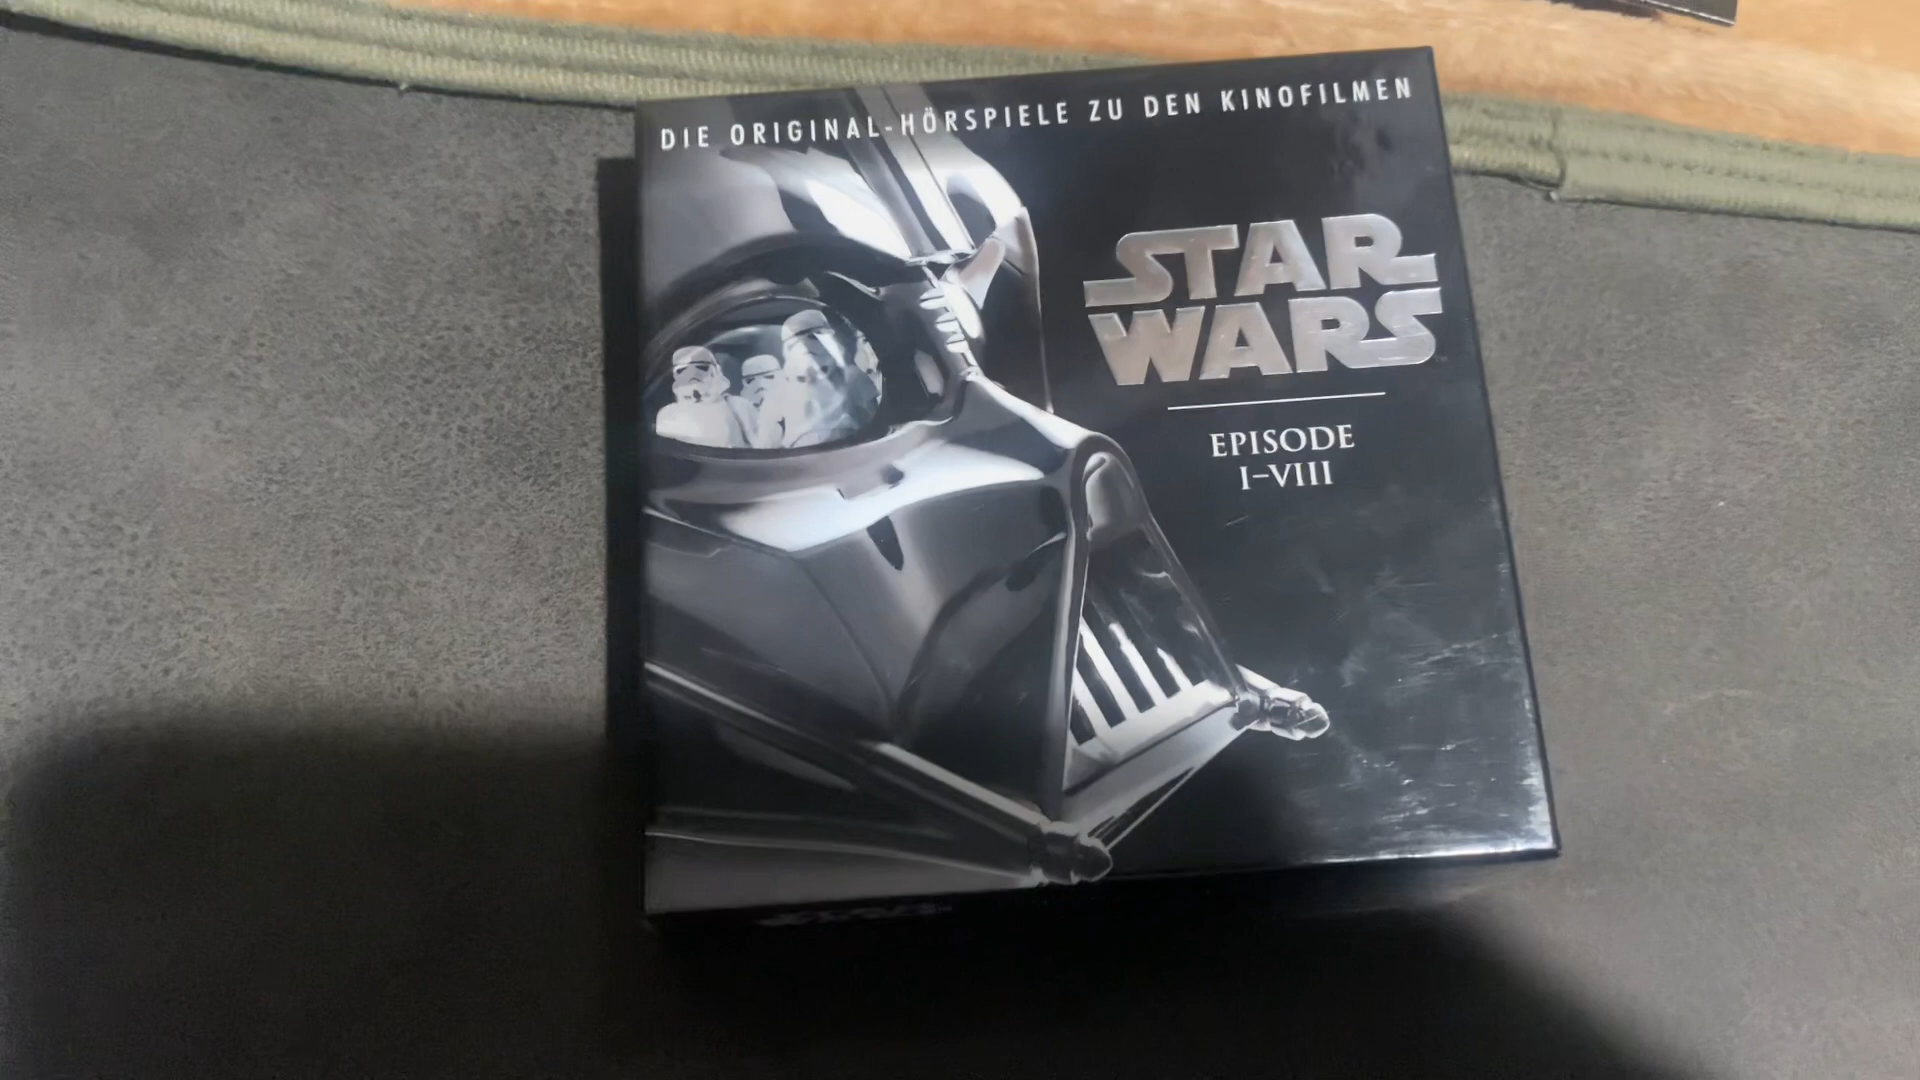 DIE ORIGINAL-HÖRSPIELE ZU DEN KINOFILMEN
STAR
WARS
EPISODE
I–VIII